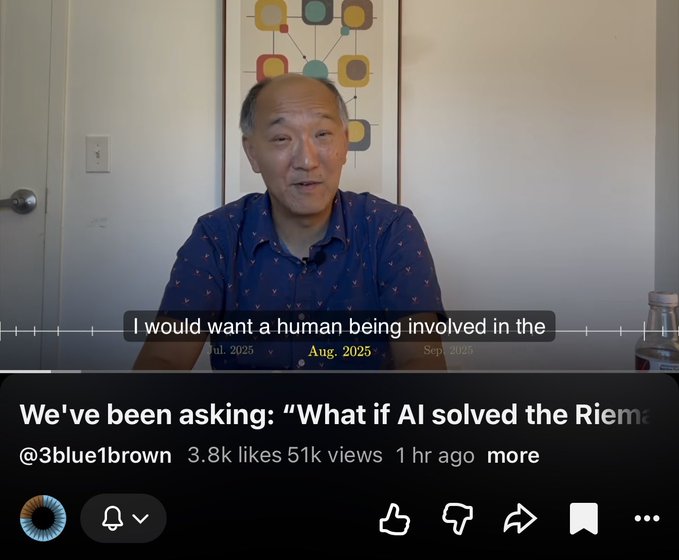 I would want a human being involved in the
Jul. 2025
Aug. 2025
Sep. 2025
We've been asking: “What if AI solved the Riema
@3blue1brown 3.8k likes 51k views 1 hr ago more